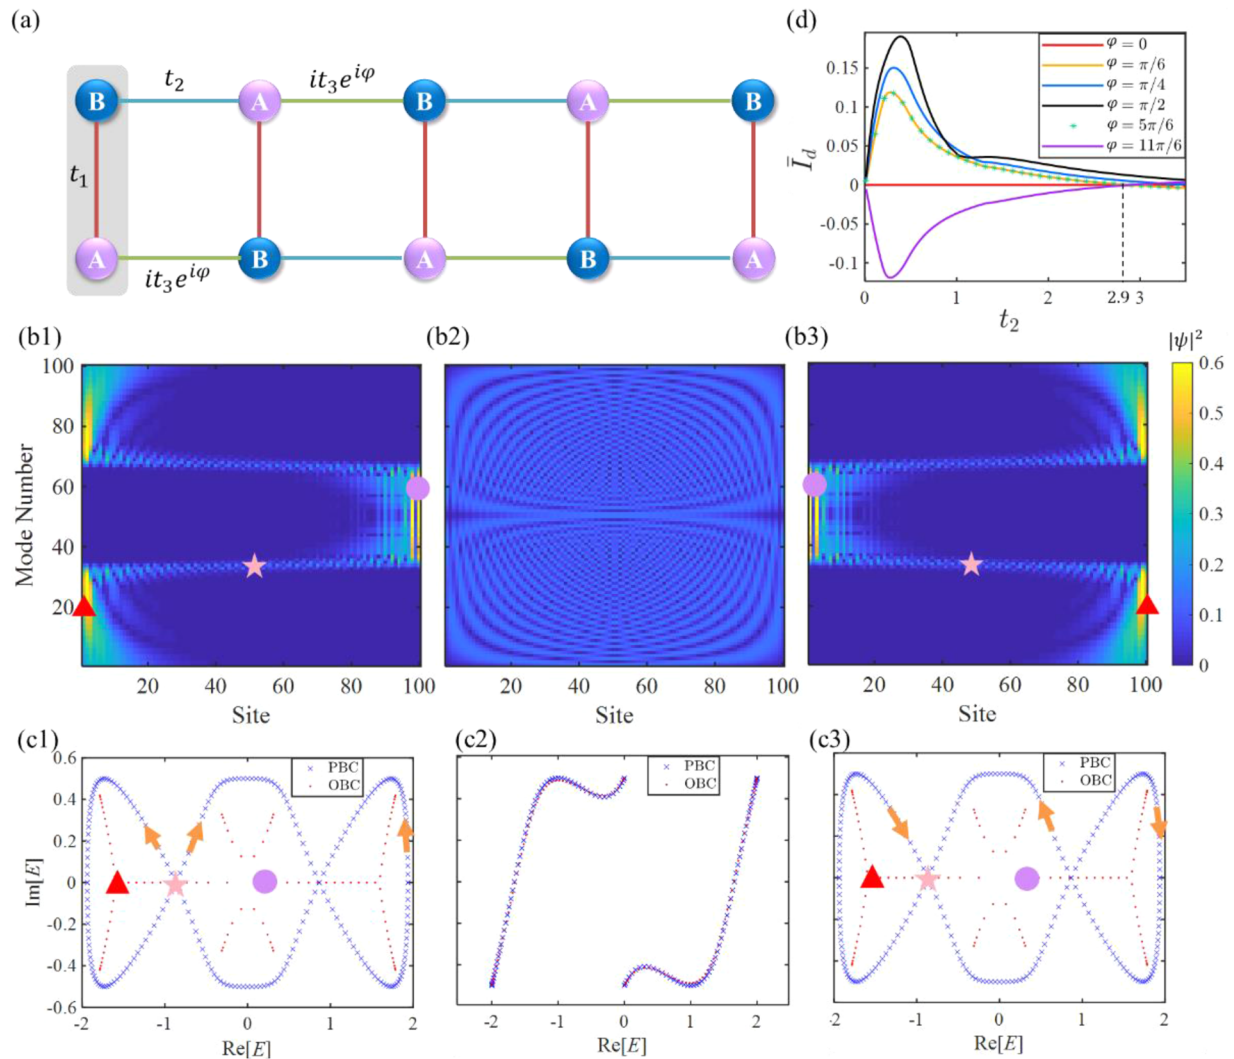 (a)
B
t₂
A
it₃e^{iφ}
B
A
B
t₁
A
it₃e^{iφ}
B
A
B
A
(d)
φ = 0
φ = π/6
φ = π/4
φ = π/2
φ = 5π/6
φ = 11π/6
0.15
0.1
0.05
0
-0.05
-0.1
Ī_d
0 1 2 2.9 3
t₂
(b1)
100
80
60
40
20
Mode Number
20 40 60 80 100
Site
(b2)
20 40 60 80 100
Site
(b3)
20 40 60 80 100
Site
|ψ|²
0.6
0.5
0.4
0.3
0.2
0.1
0
(c1)
× PBC
· OBC
0.6
0.4
0.2
0
-0.2
-0.4
-0.6
Im[E]
-2 -1 0 1 2
Re[E]
(c2)
× PBC
· OBC
-2 -1 0 1 2
Re[E]
(c3)
× PBC
· OBC
-2 -1 0 1 2
Re[E]